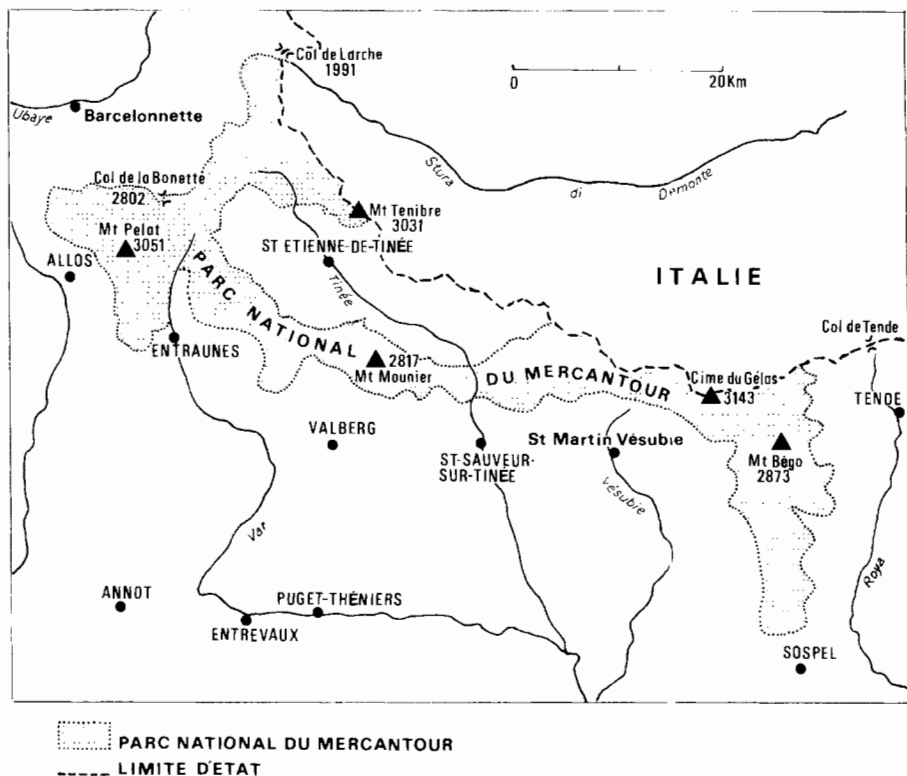 Col de Larche
1991
0 20Km
Ubaye
Barcelonnette
Stura
di
Demonte
Col de la Bonette
2802
Mt Tenibre
3031
Mt Pelat
3051
ALLOS
ST ETIENNE-DE-TINÉE
Tinée
ITALIE
PARC NATIONAL
DU MERCANTOUR
Col de Tende
ENTRAUNES
2817
Mt Mounier
Cime du Gélas
3143
TENDE
VALBERG
ST-SAUVEUR-
SUR-TINÉE
St Martin Vésubie
Mt Bégo
2873
Vésubie
Var
Roya
ANNOT
PUGET-THÉNIERS
ENTREVAUX
SOSPEL
PARC NATIONAL DU MERCANTOUR
LIMITE D'ETAT